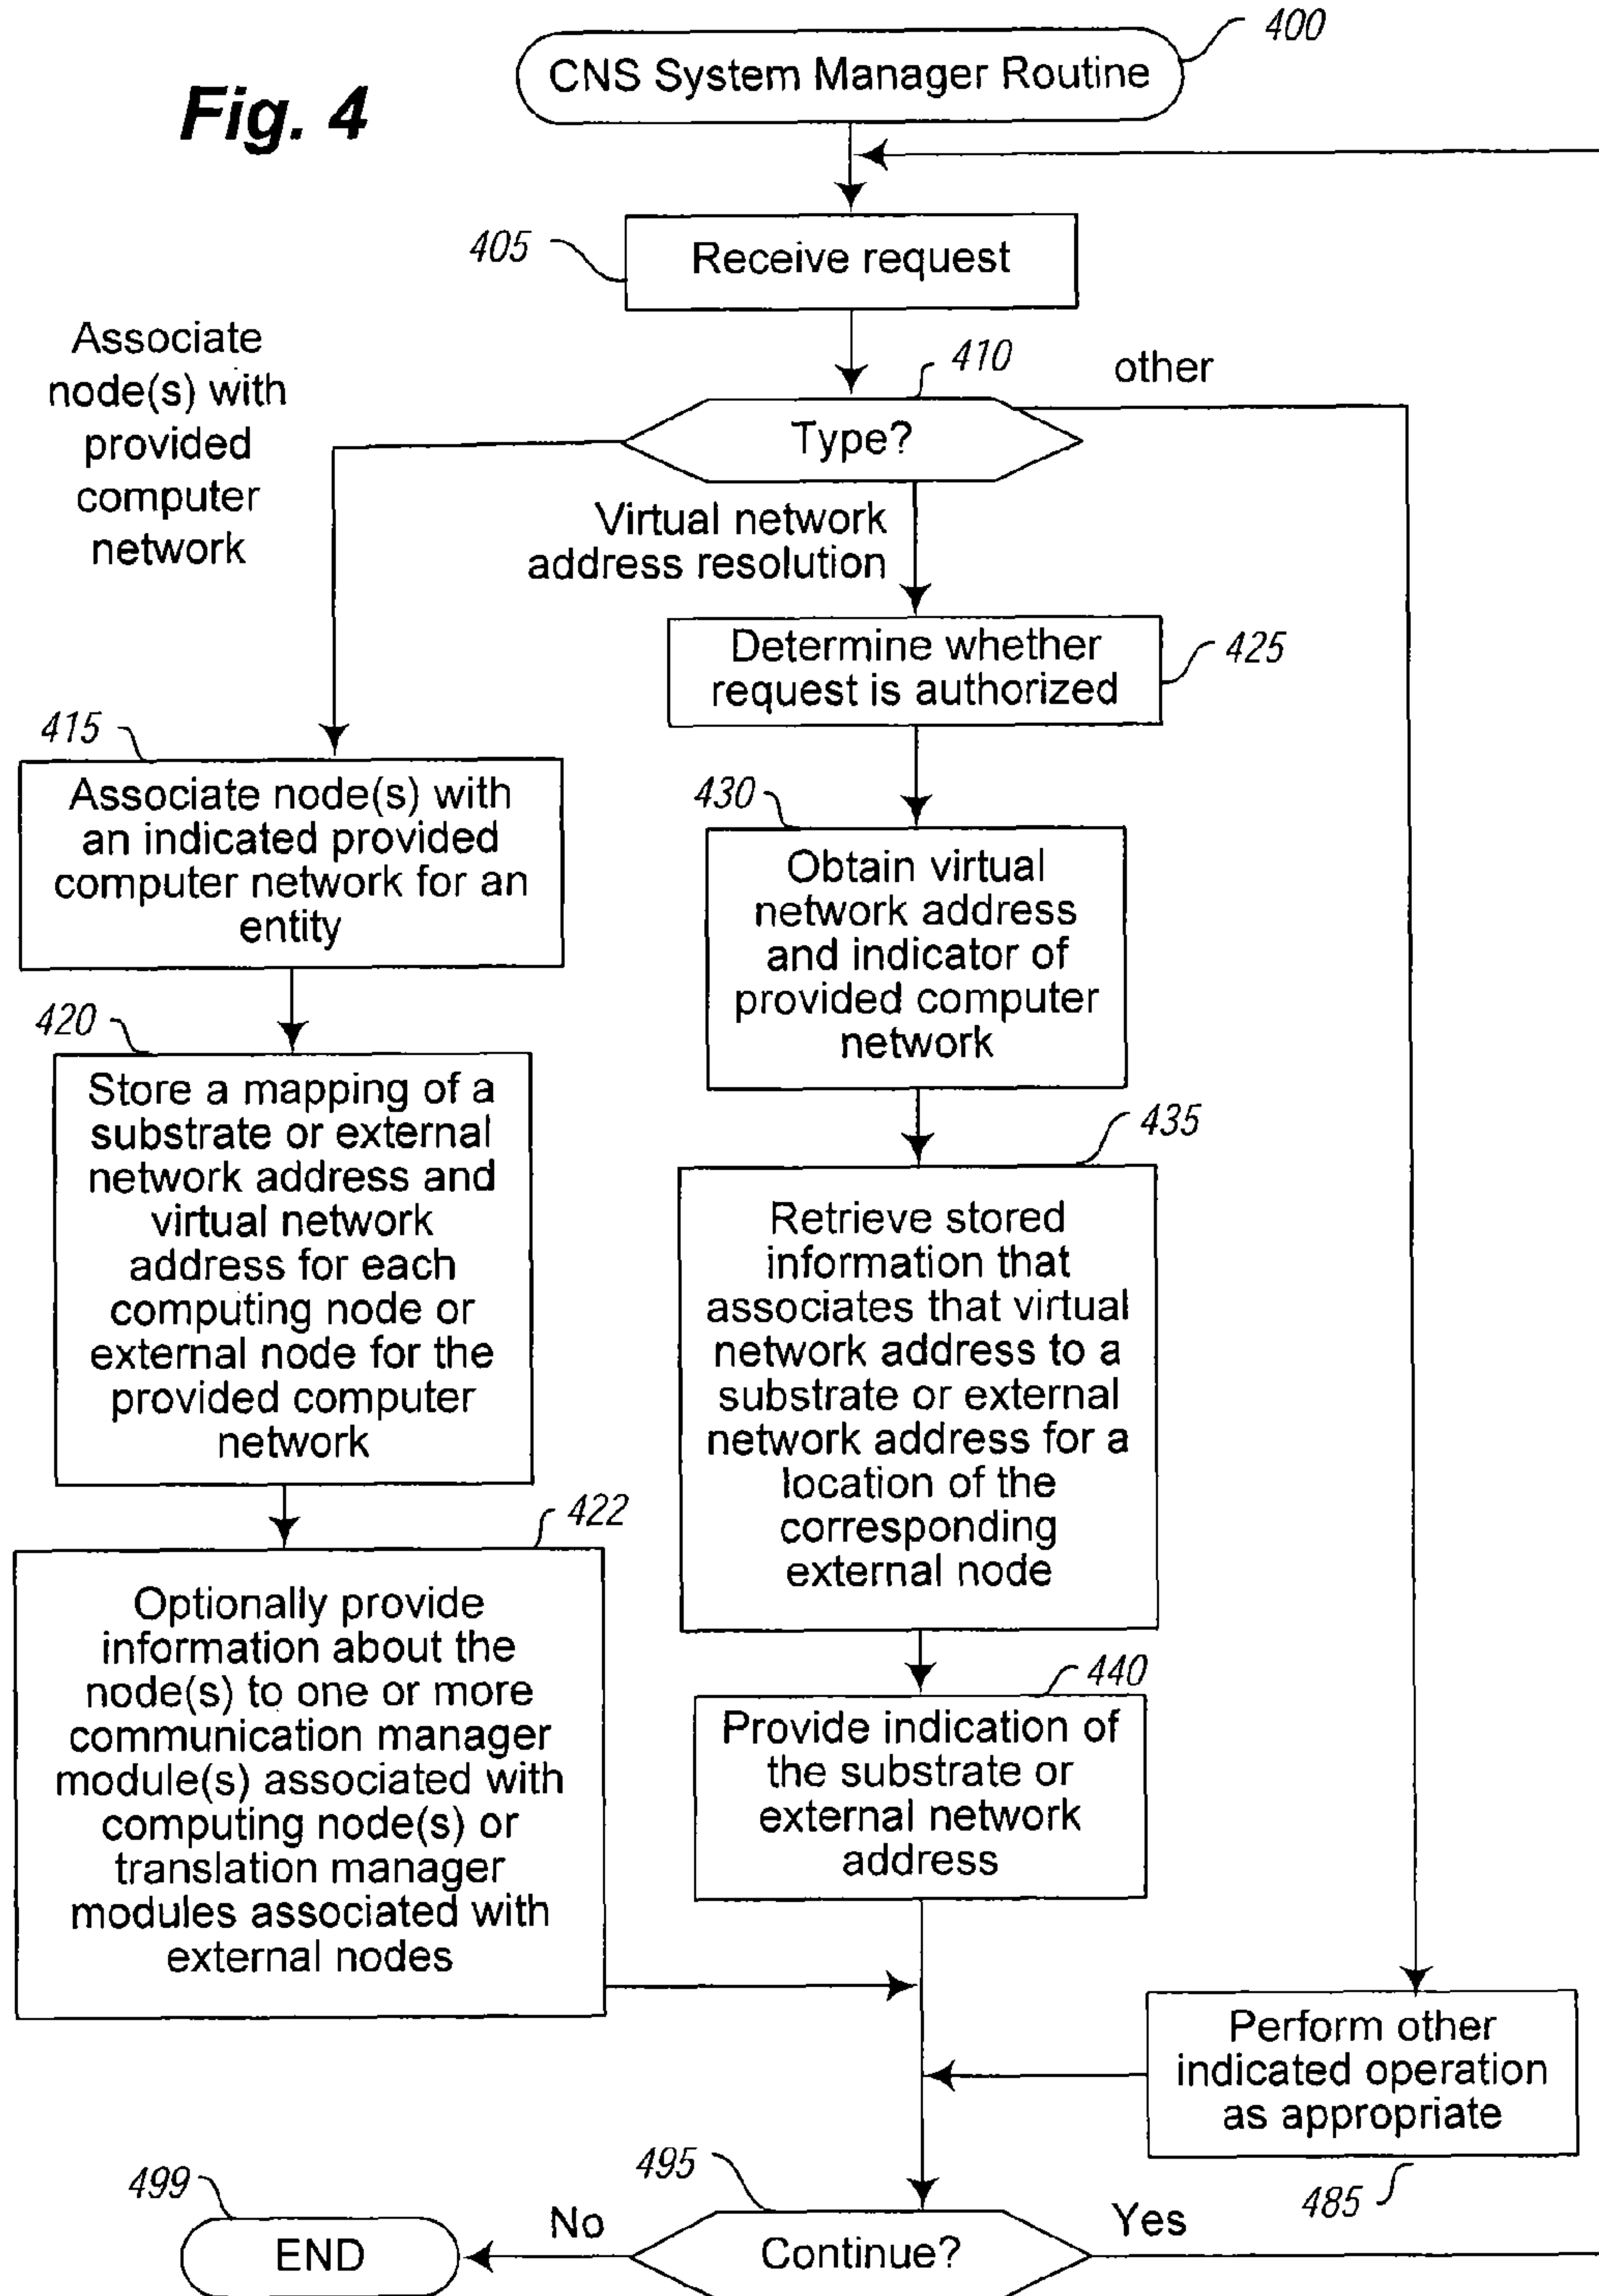 Fig. 4
CNS System Manager Routine
400
405
Receive request
Associate
node(s) with
provided
computer
network
410
other
Type?
Virtual network
address resolution
Determine whether
request is authorized
425
415
Associate node(s) with
an indicated provided
computer network for an
entity
430
Obtain virtual
network address
and indicator of
provided computer
network
420
Store a mapping of a
substrate or external
network address and
virtual network
address for each
computing node or
external node for the
provided computer
network
435
Retrieve stored
information that
associates that virtual
network address to a
substrate or external
network address for a
location of the
corresponding
external node
422
Optionally provide
information about the
node(s) to one or more
communication manager
module(s) associated with
computing node(s) or
translation manager
modules associated with
external nodes
440
Provide indication of
the substrate or
external network
address
Perform other
indicated operation
as appropriate
485
495
Continue?
Yes
No
499
END